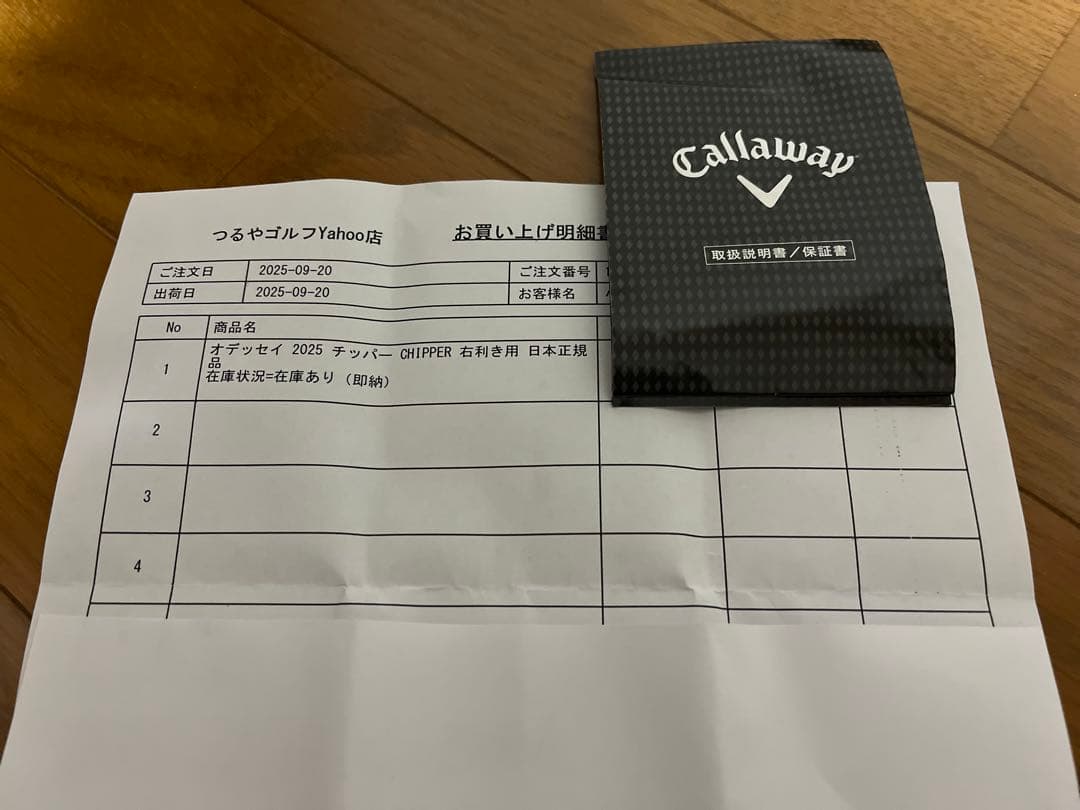 Callaway
取扱説明書／保証書
つるやゴルフYahoo店
お買い上げ明細書
ご注文日 2025-09-20 ご注文番号
出荷日 2025-09-20 お客様名
No 商品名
1 オデッセイ 2025 チッパー CHIPPER 右利き用 日本正規
品
在庫状況=在庫あり（即納）
2
3
4